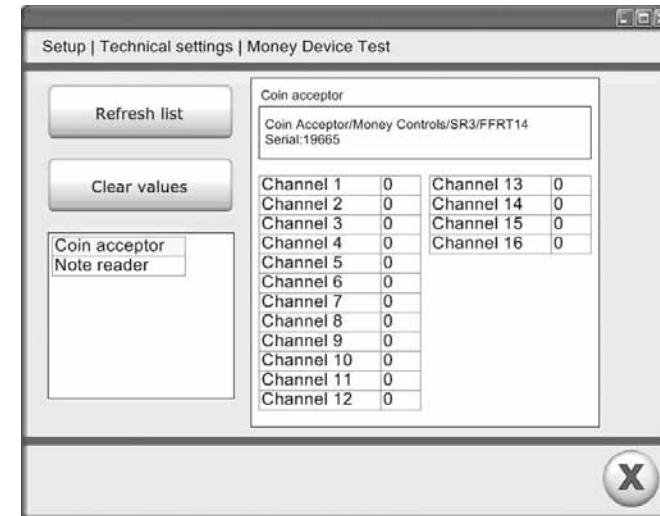 Setup | Technical settings | Money Device Test
Refresh list
Clear values
Coin acceptor
Note reader
Coin acceptor
Coin Acceptor/Money Controls/SR3/FFRT14
Serial:19665
Channel 1 0
Channel 2 0
Channel 3 0
Channel 4 0
Channel 5 0
Channel 6 0
Channel 7 0
Channel 8 0
Channel 9 0
Channel 10 0
Channel 11 0
Channel 12 0
Channel 13 0
Channel 14 0
Channel 15 0
Channel 16 0
X